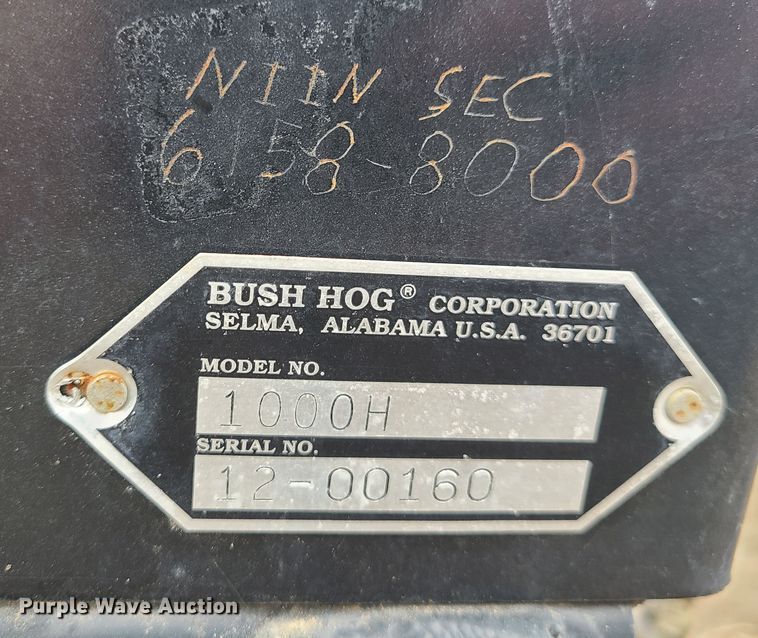 NIIN SEC
6158-8000
BUSH HOG® CORPORATION
SELMA, ALABAMA U.S.A. 36701
MODEL NO.
1000H
SERIAL NO.
12-00160
Purple Wave Auction